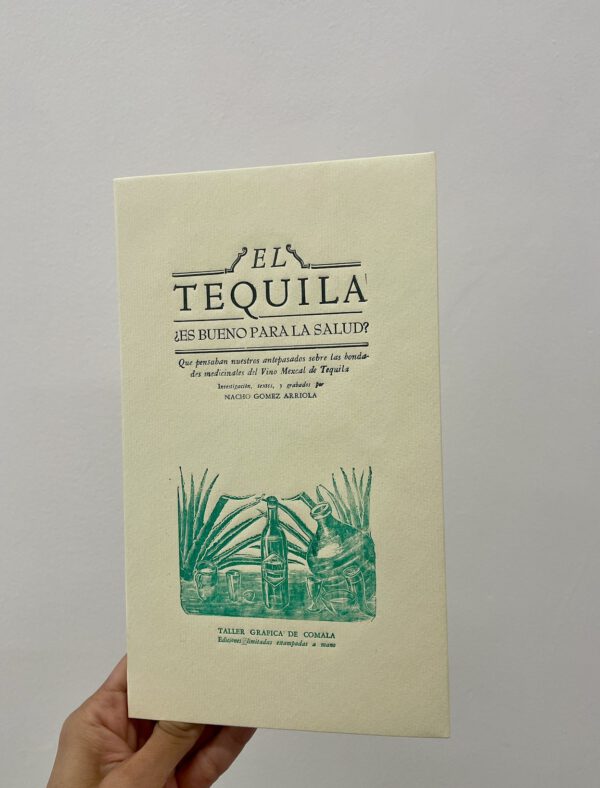 EL
TEQUILA
¿ES BUENO PARA LA SALUD?
Que pensaban nuestros antepasados sobre las bonda-
des medicinales del Vino Mezcal de Tequila
Investigación, textos, y grabados por
NACHO GOMEZ ARRIOLA
TALLER GRAFICA DE COMALA
Ediciones limitadas estampadas a mano